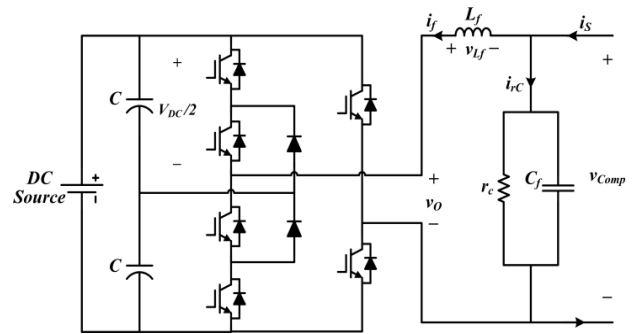 i_f
L_f
i_S
+ v_Lf −
+
+
i_rC
C
V_DC/2
−
DC
Source
+
−
+
v_O
−
r_c
C_f
v_Comp
C
−